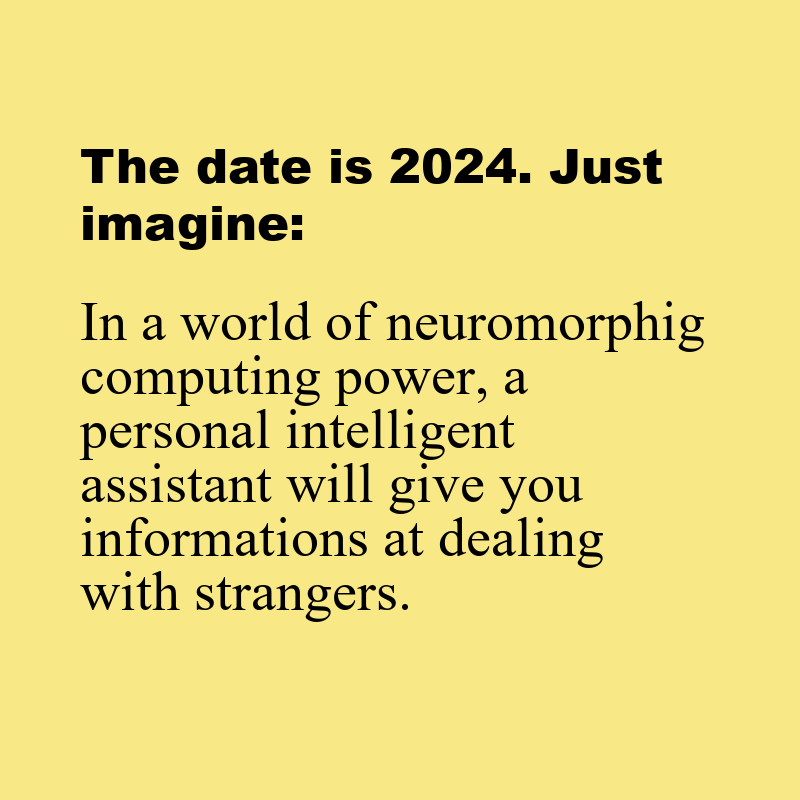 The date is 2024. Just
imagine:
In a world of neuromorphig
computing power, a
personal intelligent
assistant will give you
informations at dealing
with strangers.